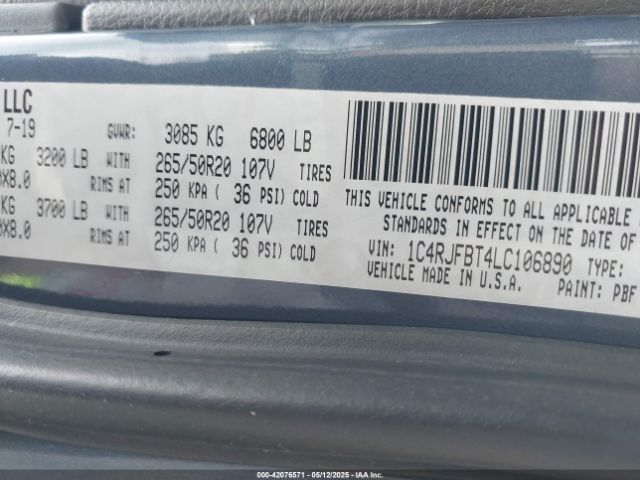 LLC
7-19 GVWR: 3085 KG 6800 LB
KG 3200 LB WITH 265/50R20 107V TIRES
0X8.0 RIMS AT 250 KPA ( 36 PSI) COLD
KG 3700 LB WITH 265/50R20 107V TIRES
0X8.0 RIMS AT 250 KPA ( 36 PSI) COLD
THIS VEHICLE CONFORMS TO ALL APPLICABLE
STANDARDS IN EFFECT ON THE DATE OF
VIN: 1C4RJFBT4LC106890 TYPE:
VEHICLE MADE IN U.S.A. PAINT: PBF
000-42076571 - 05/12/2025 - IAA Inc.